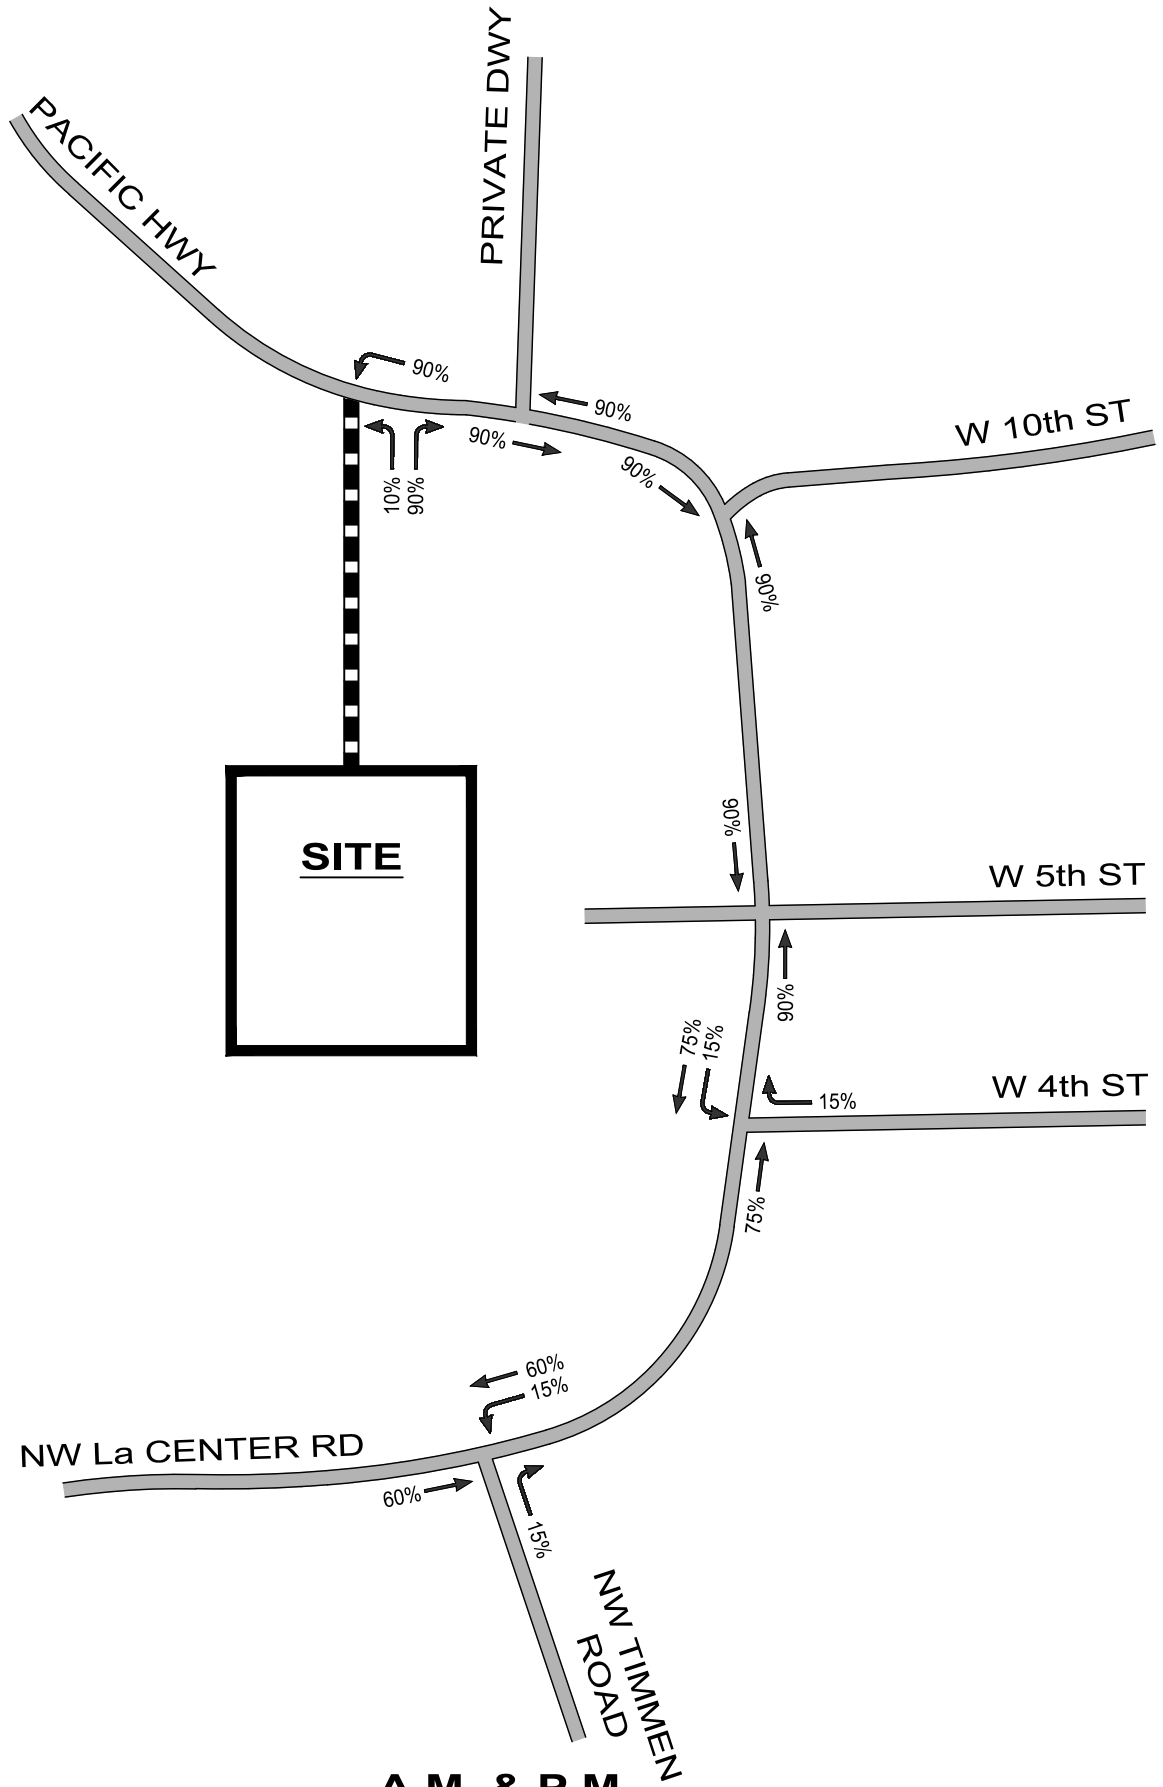 PACIFIC HWY
PRIVATE DWY
90%
90%
90%
W 10th ST
90%
10%
90%
90%
90%
SITE
W 5th ST
90%
75%
15%
W 4th ST
15%
75%
60%
15%
NW La CENTER RD
60%
15%
NW TIMMEN
ROAD
A.M. & P.M.